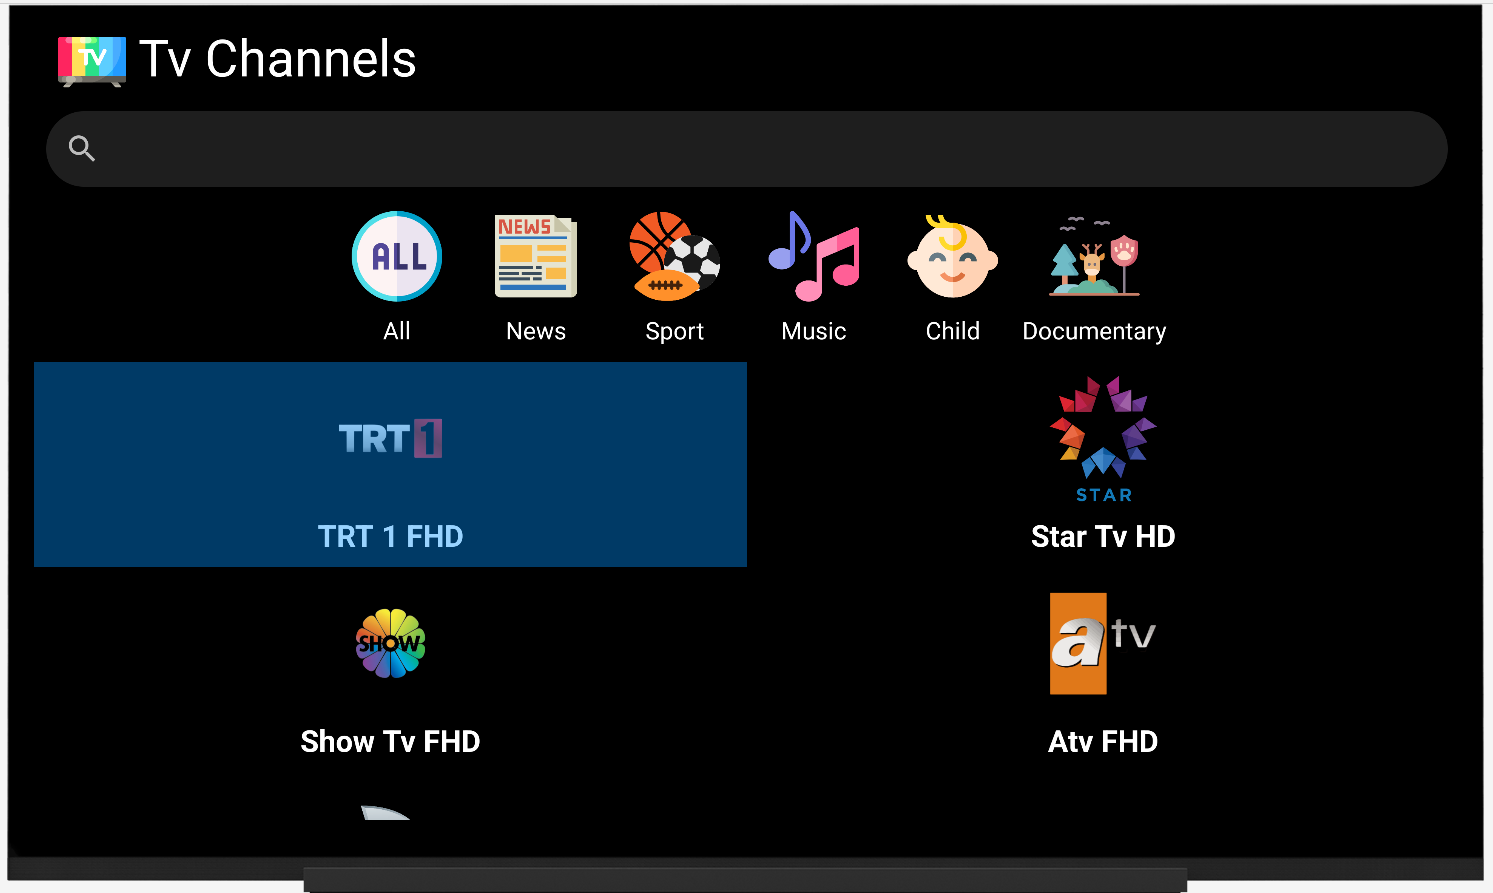 TV Tv Channels
ALL
NEWS
All
News
Sport
Music
Child
Documentary
TRT 1
STAR
TRT 1 FHD
Star Tv HD
SHOW
a tv
Show Tv FHD
Atv FHD